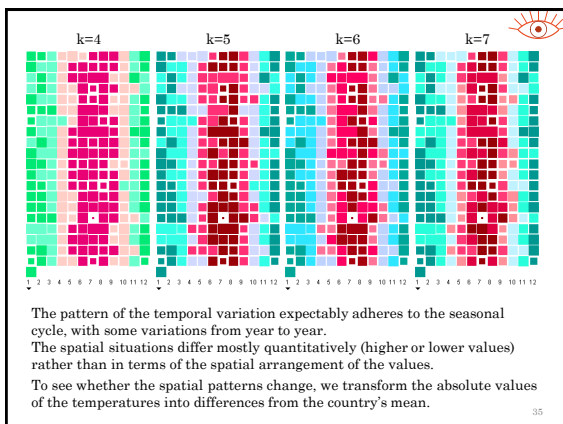 k=4 k=5 k=6 k=7
1 2 3 4 5 6 7 8 9 10 11 12 1 2 3 4 5 6 7 8 9 10 11 12 1 2 3 4 5 6 7 8 9 10 11 12 1 2 3 4 5 6 7 8 9 10 11 12
The pattern of the temporal variation expectably adheres to the seasonal
cycle, with some variations from year to year.
The spatial situations differ mostly quantitatively (higher or lower values)
rather than in terms of the spatial arrangement of the values.
To see whether the spatial patterns change, we transform the absolute values
of the temperatures into differences from the country’s mean.
35